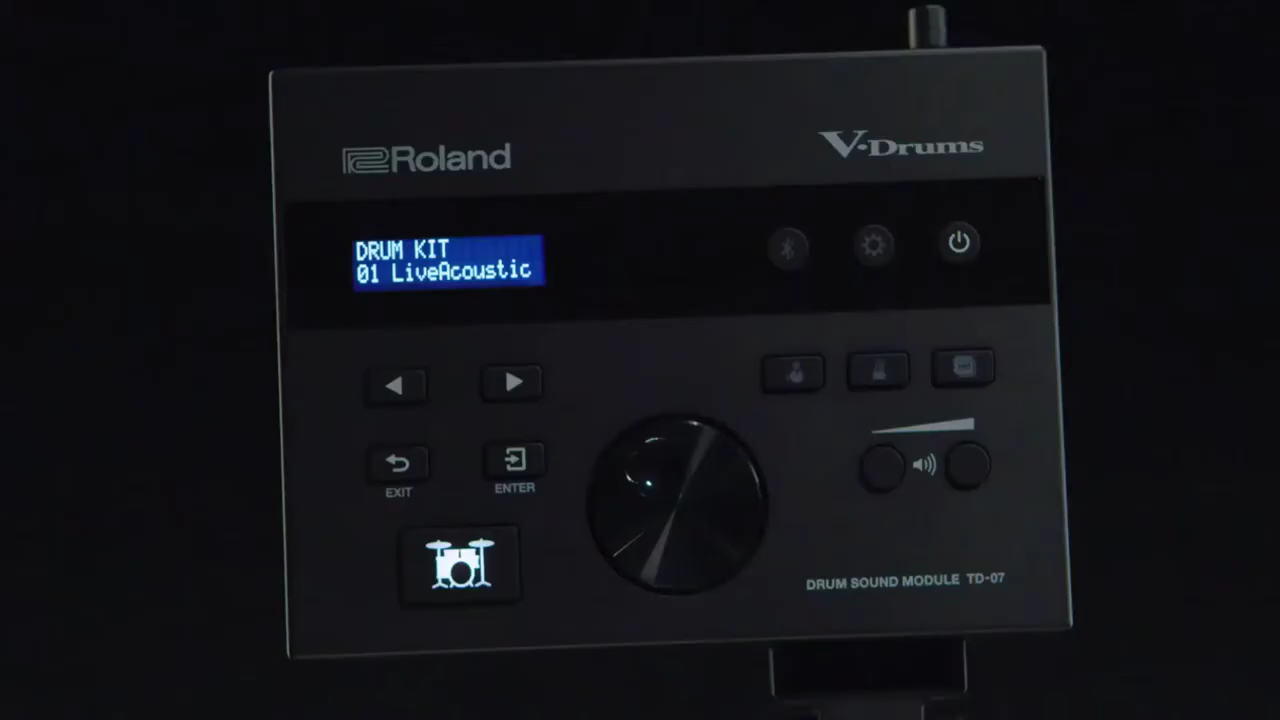 Roland
V-Drums
DRUM KIT
01 LiveAcoustic
EXIT
ENTER
DRUM SOUND MODULE TD-07